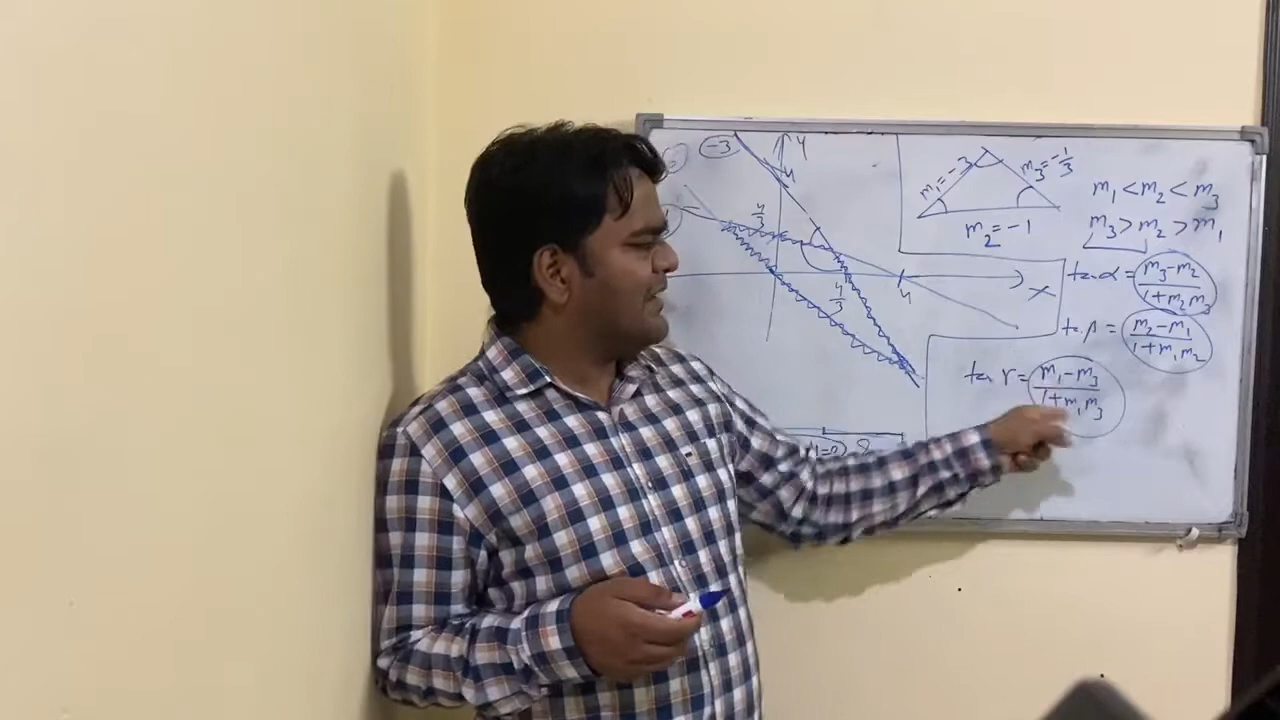 -3
y
4
4/3
4/3
4
x
m₁=-3
m₃=-1/3
m₂=-1
m₁<m₂<m₃
m₃>m₂>m₁
tan α = (m₃-m₂)/(1+m₂m₃)
tan β = (m₂-m₁)/(1+m₁m₂)
tan γ = (m₁-m₃)/(1+m₁m₃)